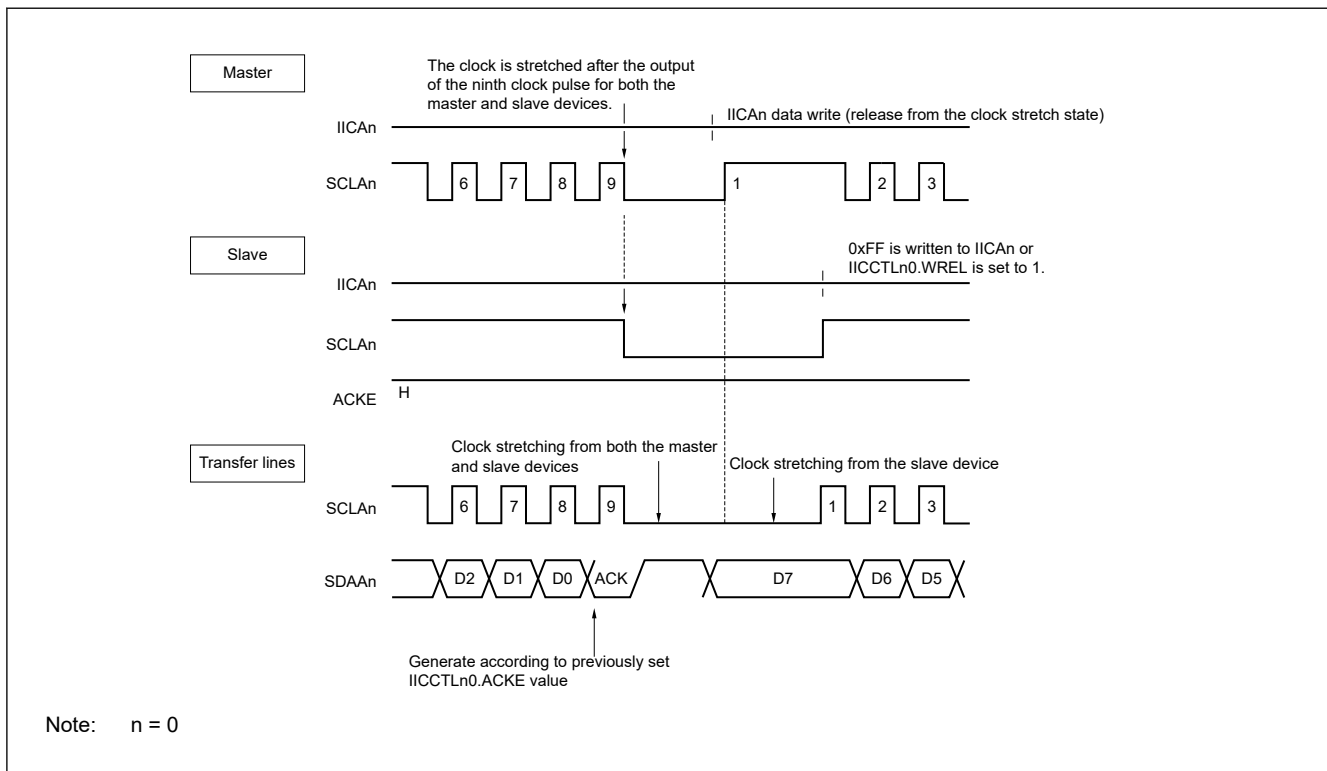 Master
The clock is stretched after the output
of the ninth clock pulse for both the
master and slave devices.
IICAn data write (release from the clock stretch state)
IICAn
SCLAn
6 7 8 9 1 2 3
Slave
0xFF is written to IICAn or
IICCTLn0.WREL is set to 1.
IICAn
SCLAn
ACKE H
Transfer lines
Clock stretching from both the master
and slave devices
Clock stretching from the slave device
SCLAn
6 7 8 9 1 2 3
SDAAn
D2 D1 D0 ACK D7 D6 D5
Generate according to previously set
IICCTLn0.ACKE value
Note: n = 0